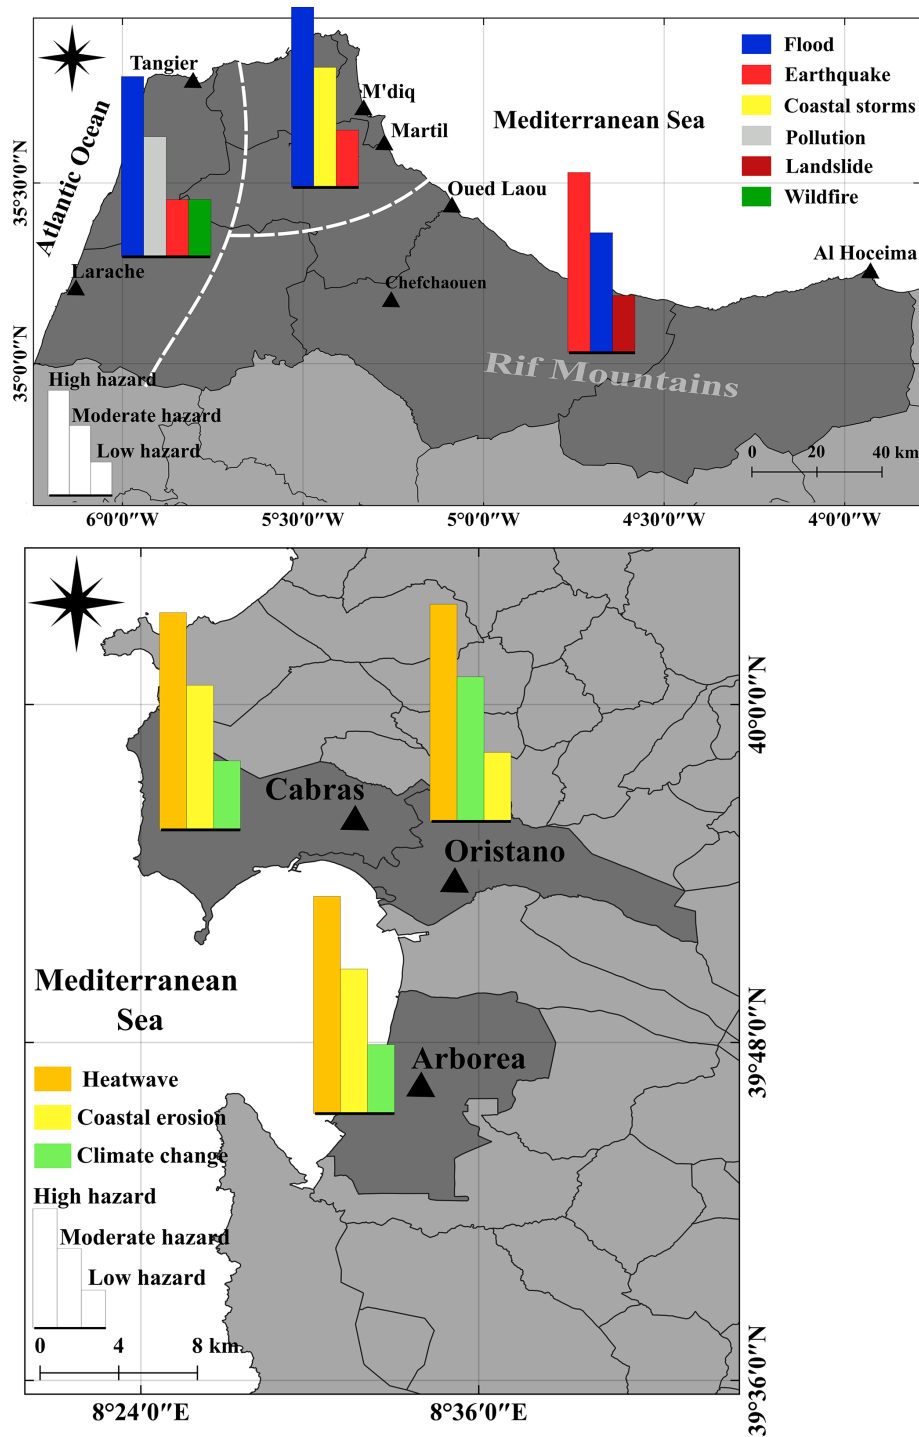 Tangier
M'diq
Martil
Mediterranean Sea
Atlantic Ocean
Flood
Earthquake
Coastal storms
Pollution
Landslide
Wildfire
Oued Laou
Larache
Chefchaouen
Al Hoceima
Rif Mountains
High hazard
Moderate hazard
Low hazard
0 20 40 km
35°30'0"N
35°0'0"N
6°0'0"W 5°30'0"W 5°0'0"W 4°30'0"W 4°0'0"W
Cabras
Oristano
Mediterranean
Sea
Arborea
Heatwave
Coastal erosion
Climate change
High hazard
Moderate hazard
Low hazard
0 4 8 km
40°0'0"N
39°48'0"N
39°36'0"N
8°24'0"E 8°36'0"E